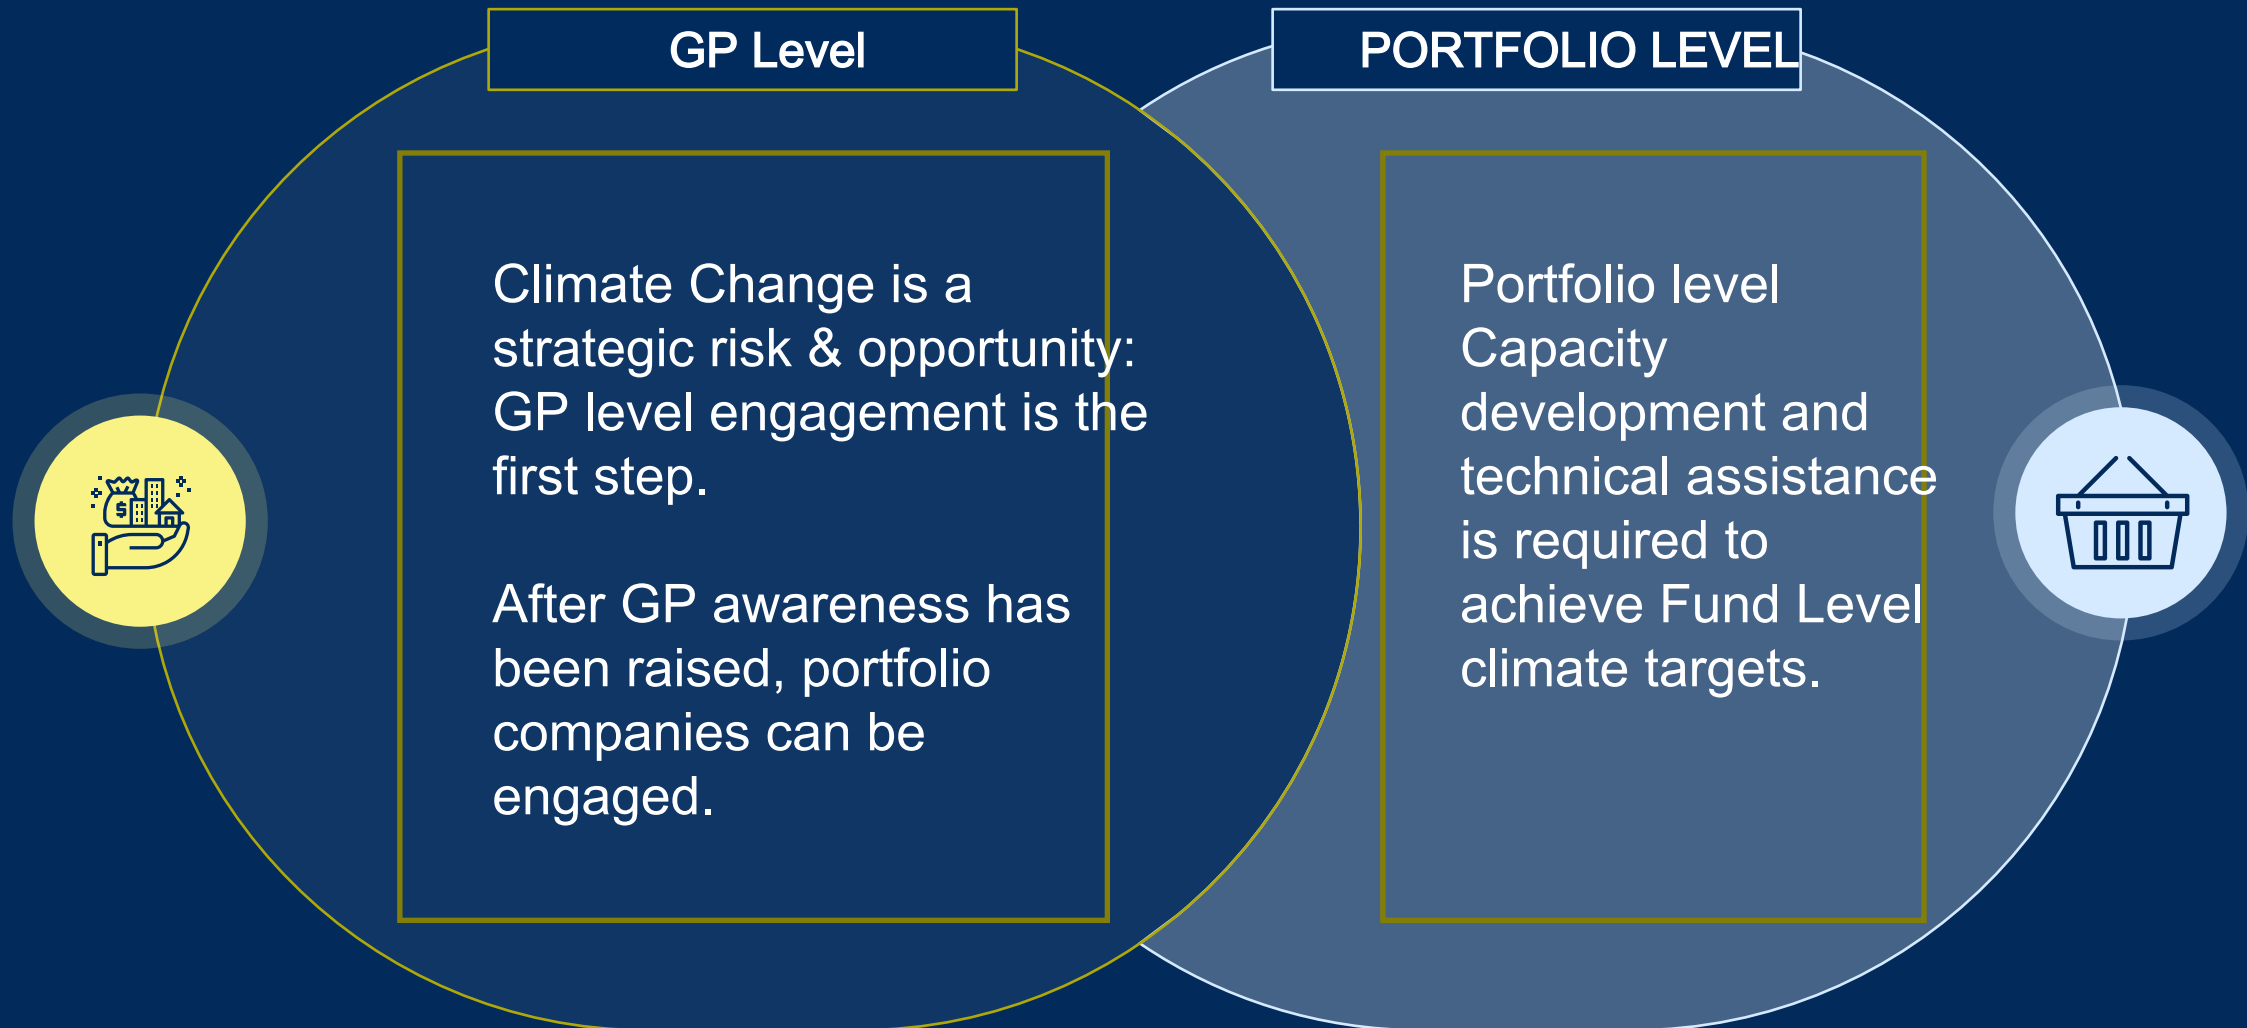 GP Level
Climate Change is a
strategic risk & opportunity:
GP level engagement is the
first step.
After GP awareness has
been raised, portfolio
companies can be
engaged.
PORTFOLIO LEVEL
Portfolio level
Capacity
development and
technical assistance
is required to
achieve Fund Level
climate targets.
$